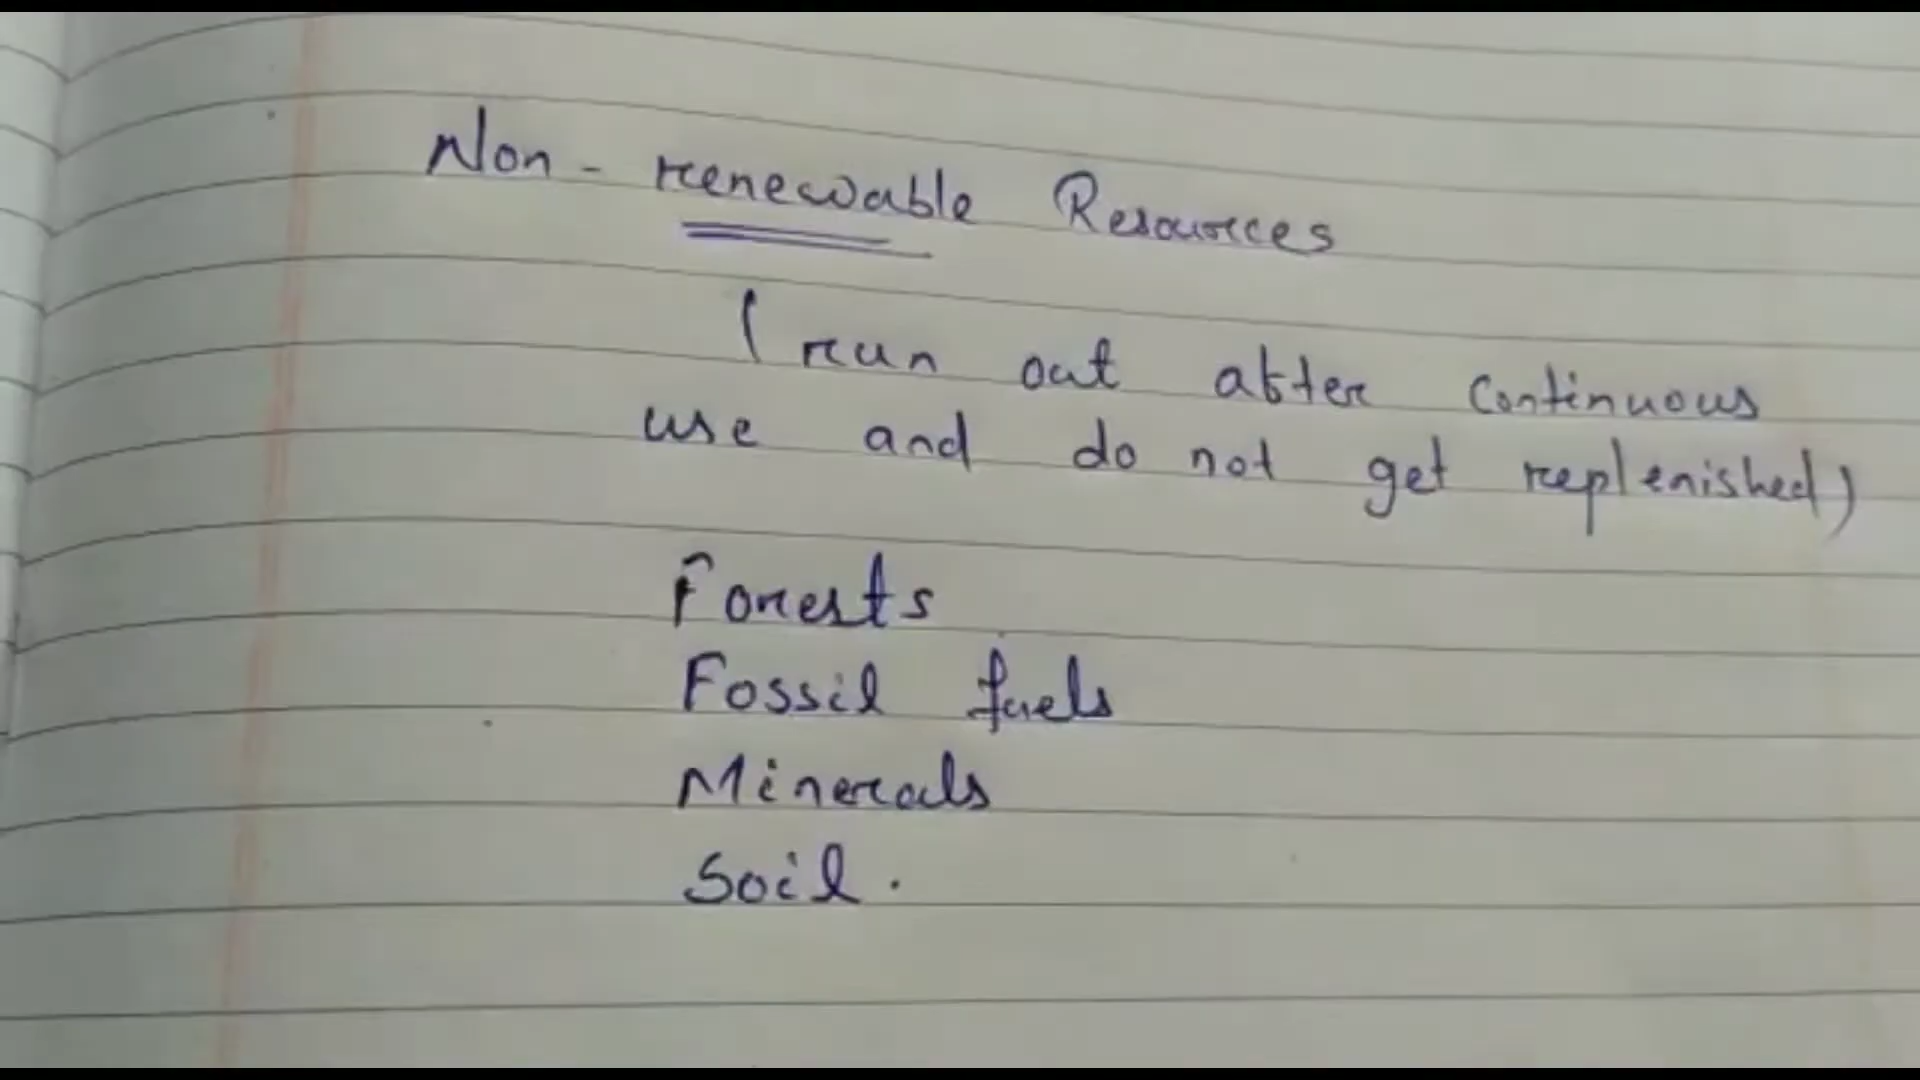 Non-renewable Resources
(run out after continuous
use and do not get replenished)
Forests
Fossil fuels
Minerals
Soil.